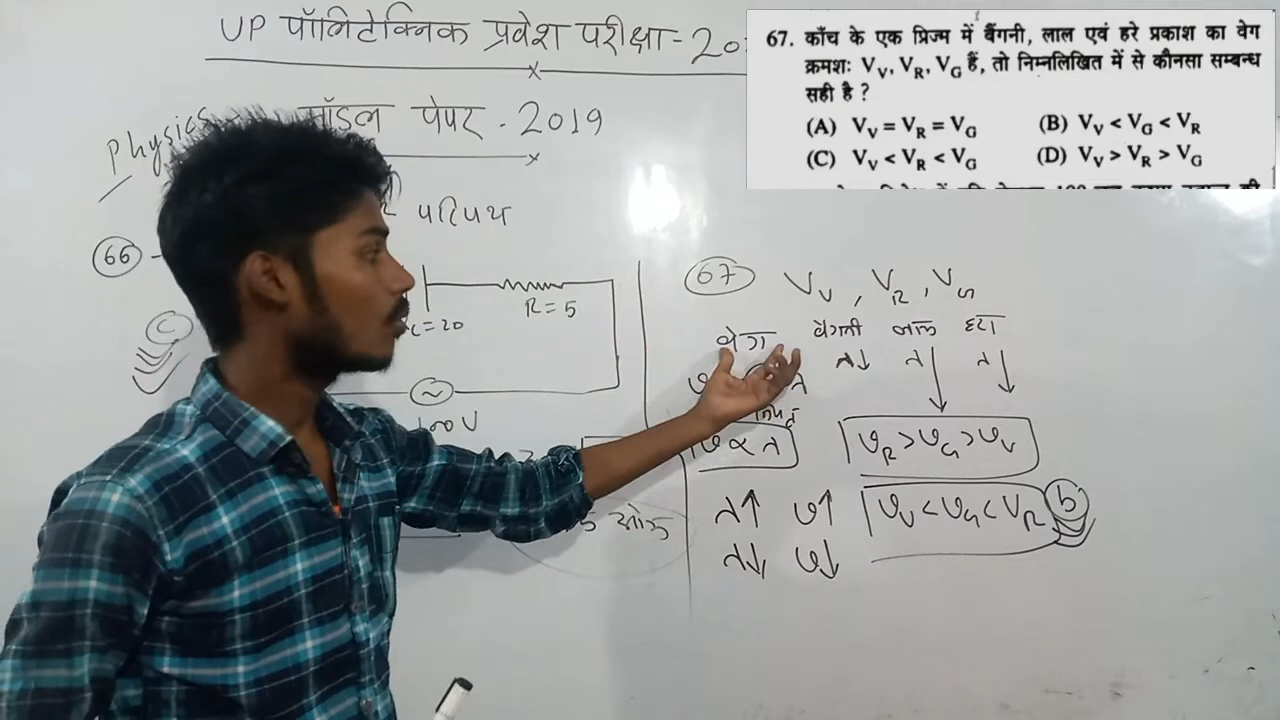 UP पॉलिटेक्निक प्रवेश परीक्षा-20
Physics मॉडल पेपर - 2019
परिपथ
66 -
R = 5
= 20
C
100V
ओम
67 V_V, V_R, V_G
वेग बैंगनी लाल हरा
λ↓ λ↓ λ↓
v ∝ λ
V_R > V_G > V_V
λ↑ v↑ V_V < V_G < V_R b
λ↓ v↓
67. काँच के एक प्रिज्म में बैंगनी, लाल एवं हरे प्रकाश का वेग
क्रमशः V_V, V_R, V_G हैं, तो निम्नलिखित में से कौनसा सम्बन्ध
सही है ?
(A) V_V = V_R = V_G (B) V_V < V_G < V_R
(C) V_V < V_R < V_G (D) V_V > V_R > V_G